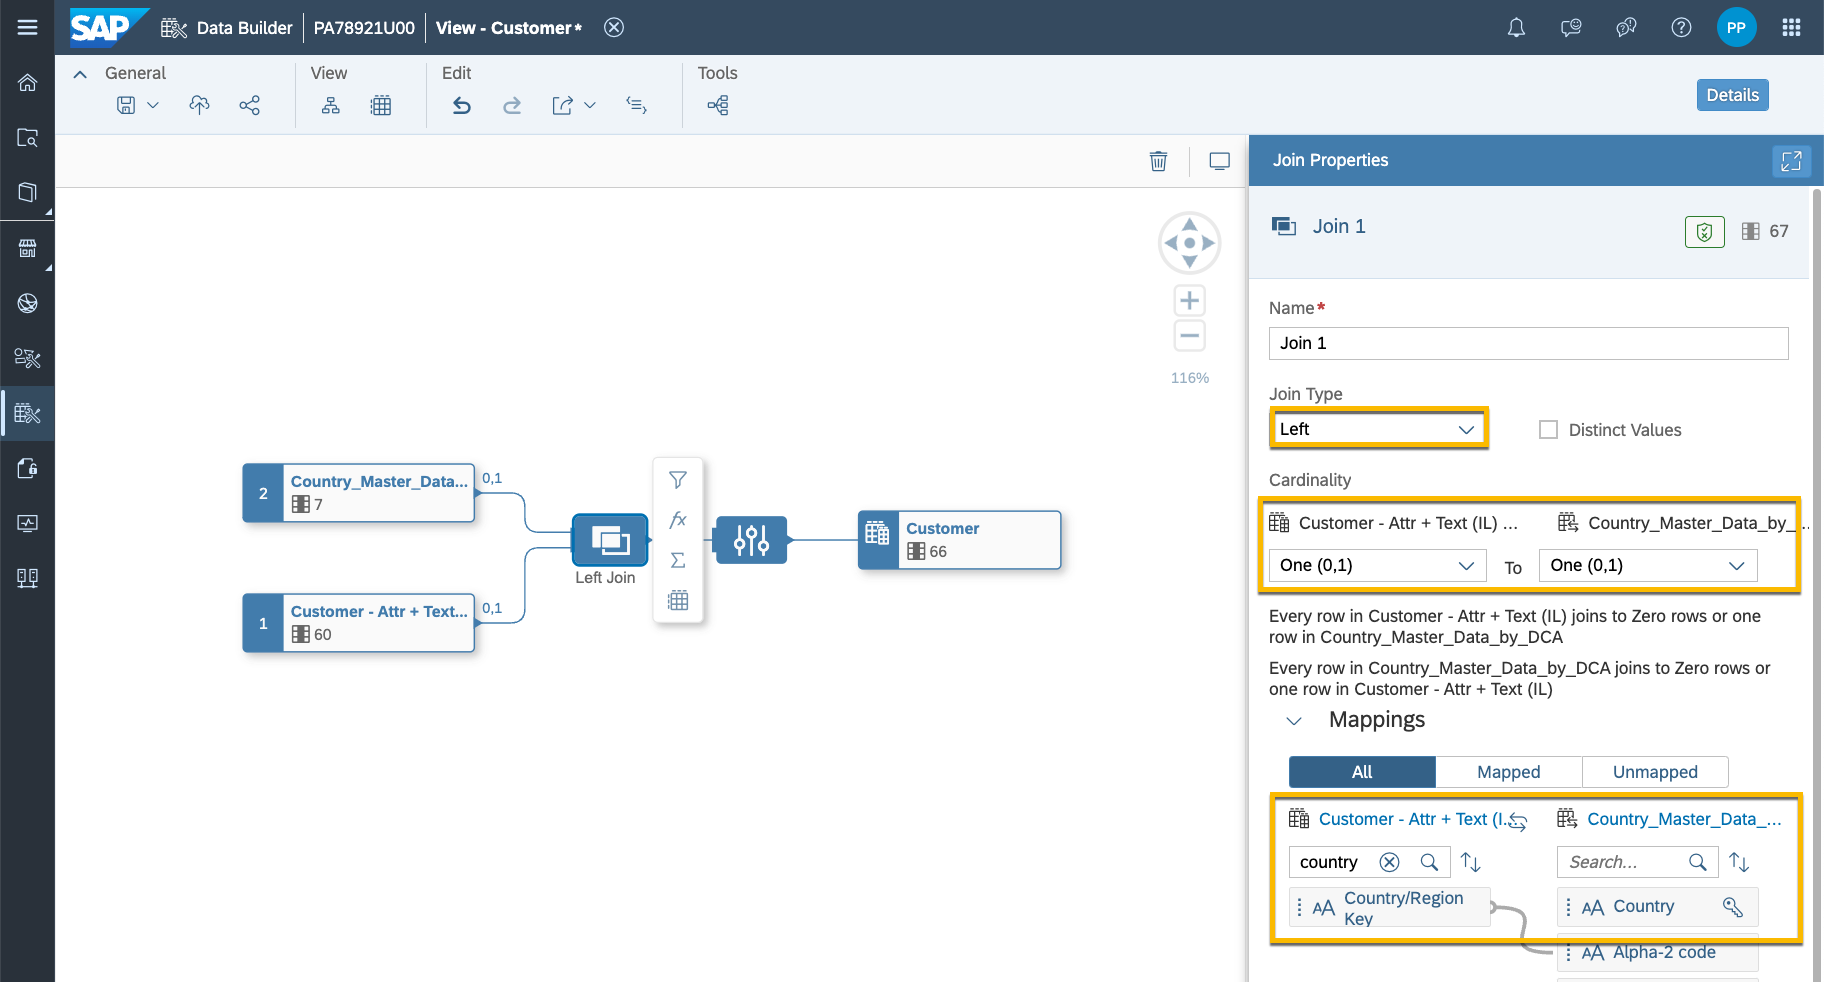 SAP Data Builder PA78921U00 View - Customer* PP
General View Edit Tools
Details
Join Properties
Join 1 67
Name*
Join 1
Join Type
Left Distinct Values
Cardinality
Customer - Attr + Text (IL) ... Country_Master_Data_by_...
One (0,1) To One (0,1)
Every row in Customer - Attr + Text (IL) joins to Zero rows or one
row in Country_Master_Data_by_DCA
Every row in Country_Master_Data_by_DCA joins to Zero rows or
one row in Customer - Attr + Text (IL)
Mappings
All Mapped Unmapped
Customer - Attr + Text (I... Country_Master_Data_...
country Search...
Country/Region
Key
AA
AA Country
AA Alpha-2 code
116%
2 Country_Master_Data... 0,1
7
1 Customer - Attr + Text... 0,1
60
Left Join
fx
Σ
Customer
66